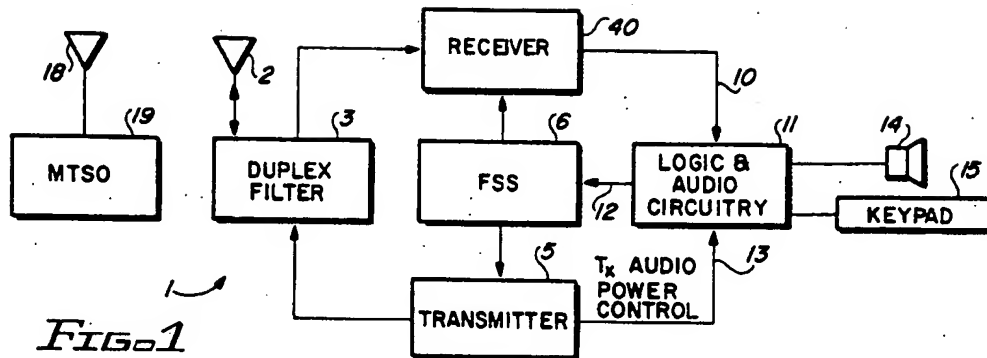 18
MTSO
19
2
DUPLEX
FILTER
3
RECEIVER
40
FSS
6
10
LOGIC &
AUDIO
CIRCUITRY
11
12
14
KEYPAD
15
TRANSMITTER
5
Tx AUDIO
POWER
CONTROL
13
1
FIG. 1